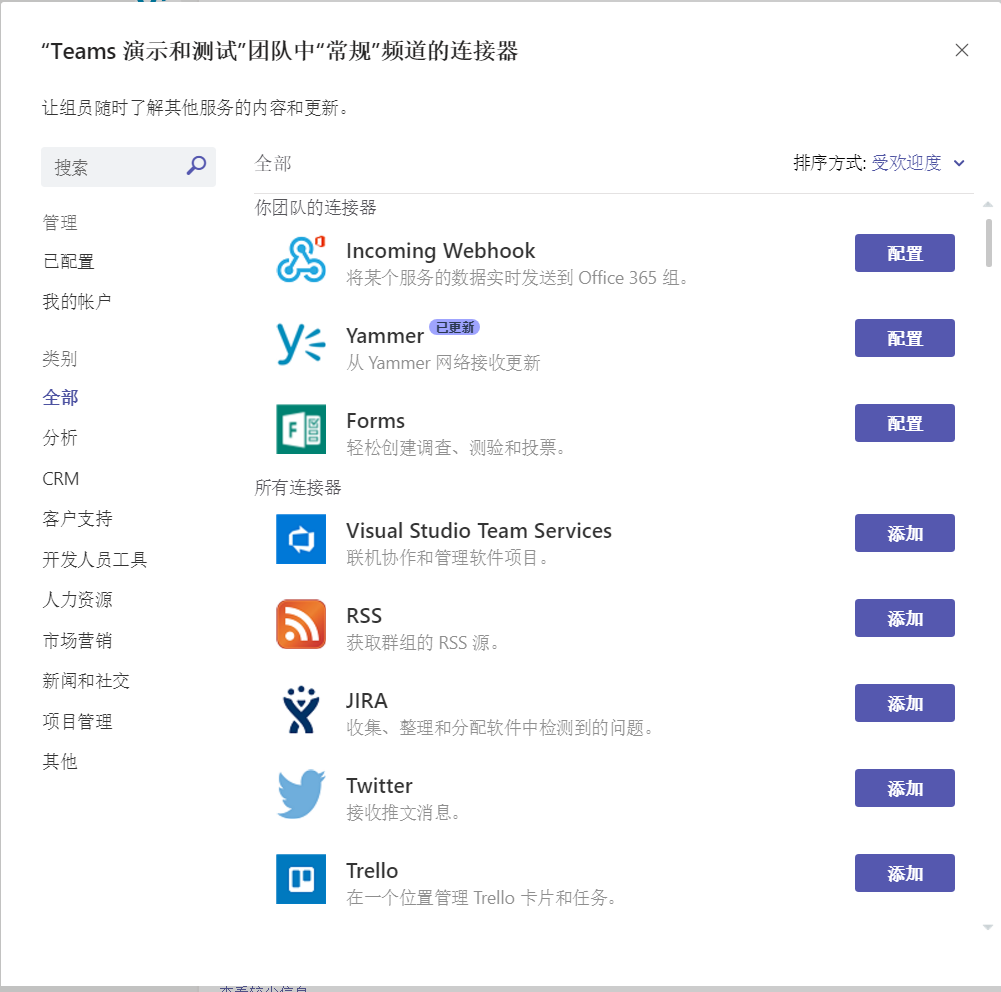 “Teams 演示和测试”团队中“常规”频道的连接器
让组员随时了解其他服务的内容和更新。
搜索
管理
已配置
我的帐户
类别
全部
分析
CRM
客户支持
开发人员工具
人力资源
市场营销
新闻和社交
项目管理
其他
全部
排序方式: 受欢迎度
你团队的连接器
Incoming Webhook
将某个服务的数据实时发送到 Office 365 组。
配置
Yammer 已更新
从 Yammer 网络接收更新
配置
Forms
轻松创建调查、测验和投票。
配置
所有连接器
Visual Studio Team Services
联机协作和管理软件项目。
添加
RSS
获取群组的 RSS 源。
添加
JIRA
收集、整理和分配软件中检测到的问题。
添加
Twitter
接收推文消息。
添加
Trello
在一个位置管理 Trello 卡片和任务。
添加
查看较少信息